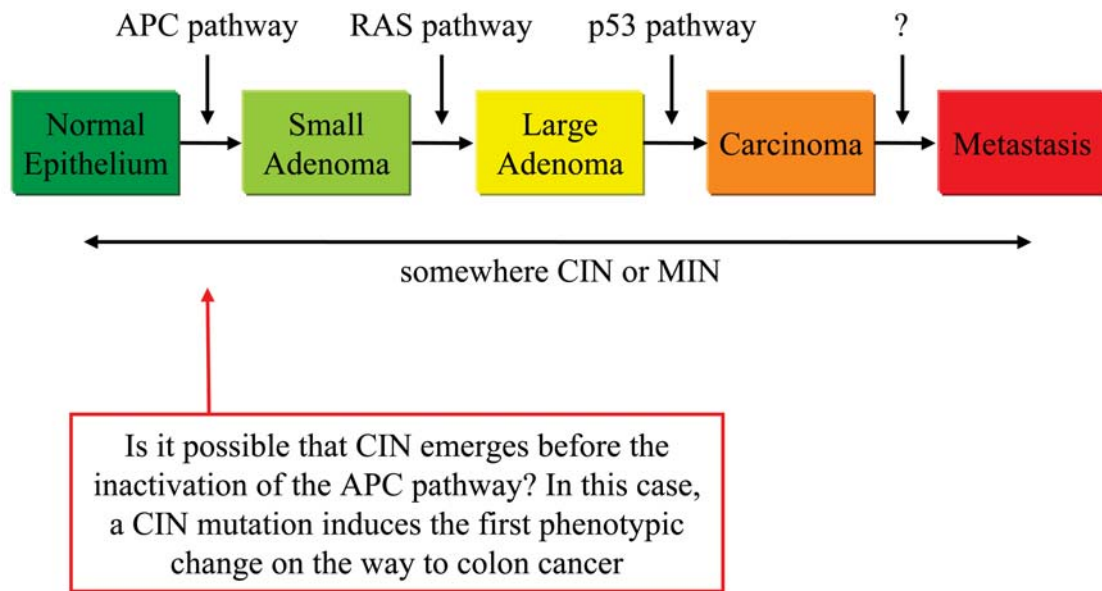 APC pathway
RAS pathway
p53 pathway
?
Normal
Epithelium
Small
Adenoma
Large
Adenoma
Carcinoma
Metastasis
somewhere CIN or MIN
Is it possible that CIN emerges before the
inactivation of the APC pathway? In this case,
a CIN mutation induces the first phenotypic
change on the way to colon cancer